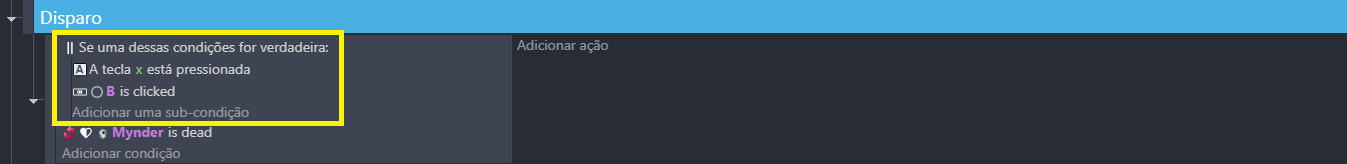 Disparo
Se uma dessas condições for verdadeira:
Adicionar ação
A A tecla x está pressionada
B is clicked
Adicionar uma sub-condição
Mynder is dead
Adicionar condição